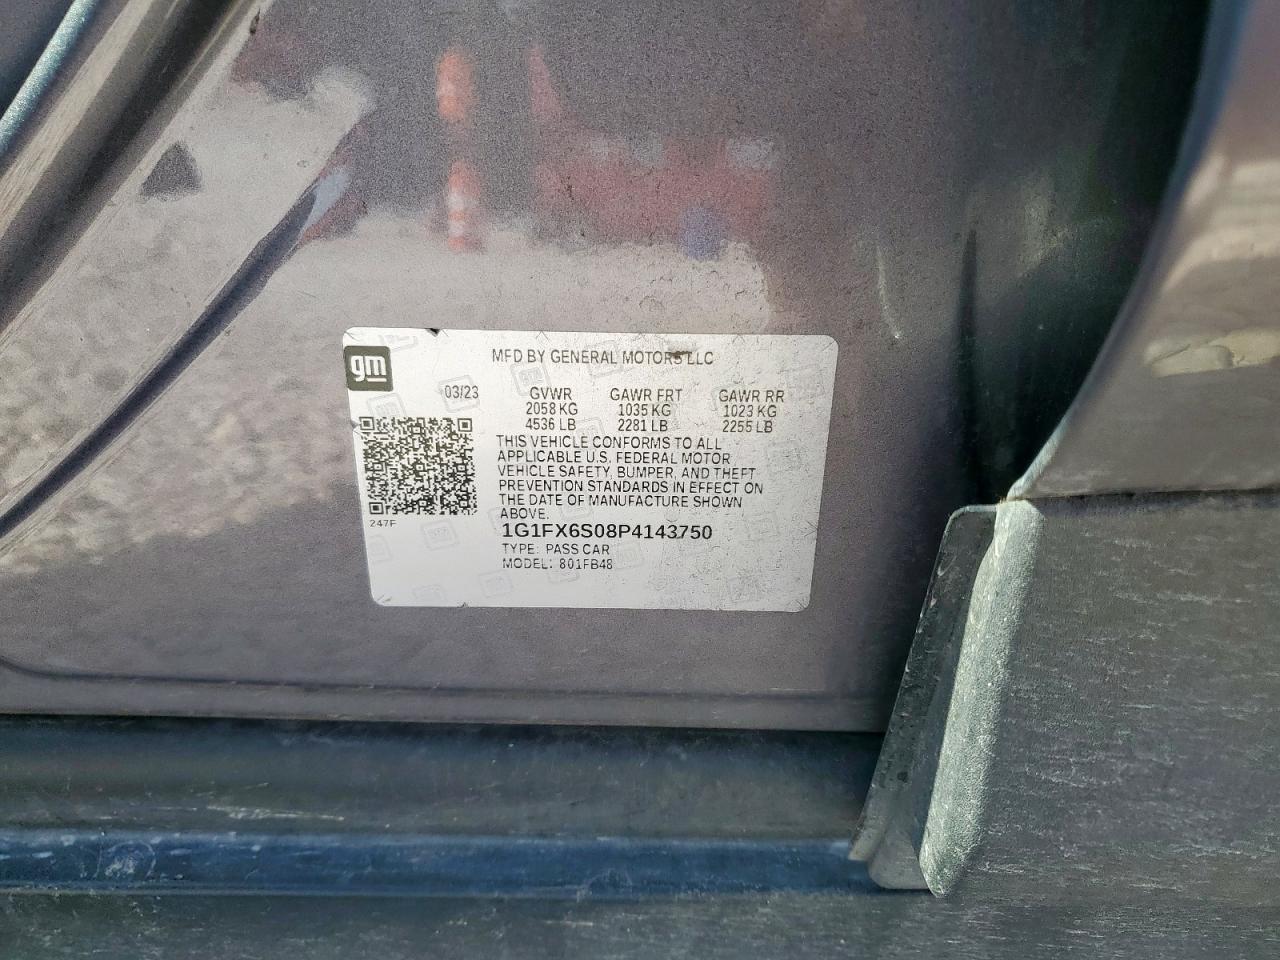 gm
MFD BY GENERAL MOTORS LLC
03/23 GVWR GAWR FRT GAWR RR
2058 KG 1035 KG 1023 KG
4536 LB 2281 LB 2255 LB
THIS VEHICLE CONFORMS TO ALL
APPLICABLE U.S. FEDERAL MOTOR
VEHICLE SAFETY, BUMPER, AND THEFT
PREVENTION STANDARDS IN EFFECT ON
THE DATE OF MANUFACTURE SHOWN
ABOVE.
247F
1G1FX6S08P4143750
TYPE: PASS CAR
MODEL: 801FB48